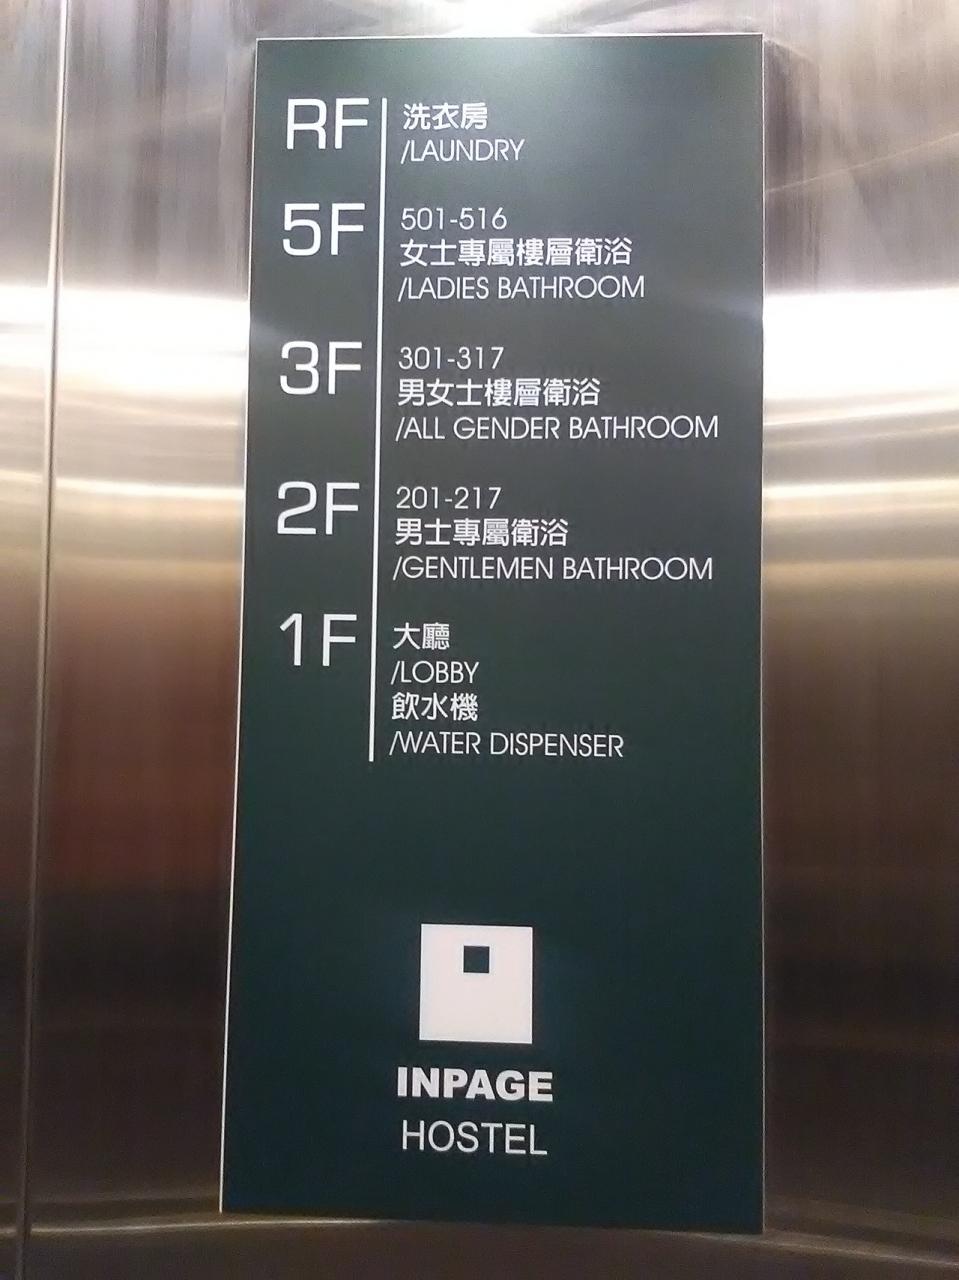 RF
洗衣房
/LAUNDRY
5F
501-516
女士專屬樓層衛浴
/LADIES BATHROOM
3F
301-317
男女士樓層衛浴
/ALL GENDER BATHROOM
2F
201-217
男士專屬衛浴
/GENTLEMEN BATHROOM
1F
大廳
/LOBBY
飲水機
/WATER DISPENSER
INPAGE
HOSTEL